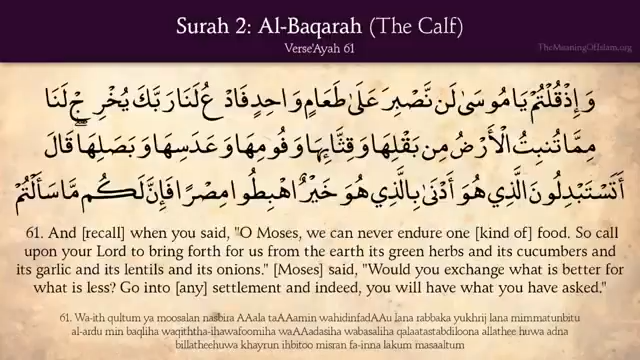 Surah 2: Al-Baqarah (The Calf)
Verse'Ayah 61
TheMeaningOfIslam.org
وَإِذْ قُلْتُمْ يَا مُوسَىٰ لَن نَّصْبِرَ عَلَىٰ طَعَامٍ وَاحِدٍ فَادْعُ لَنَا رَبَّكَ يُخْرِجْ لَنَا
مِمَّا تُنبِتُ الْأَرْضُ مِن بَقْلِهَا وَقِثَّائِهَا وَفُومِهَا وَعَدَسِهَا وَبَصَلِهَا ۖ قَالَ
أَتَسْتَبْدِلُونَ الَّذِي هُوَ أَدْنَىٰ بِالَّذِي هُوَ خَيْرٌ ۚ اهْبِطُوا مِصْرًا فَإِنَّ لَكُم مَّا سَأَلْتُمْ
61. And [recall] when you said, "O Moses, we can never endure one [kind of] food. So call
upon your Lord to bring forth for us from the earth its green herbs and its cucumbers and
its garlic and its lentils and its onions." [Moses] said, "Would you exchange what is better for
what is less? Go into [any] settlement and indeed, you will have what you have asked."
61. Wa-ith qultum ya moosalan nasbira AAala taAAamin wahidinfadAAu lana rabbaka yukhrij lana mimmatunbitu
al-ardu min baqliha waqiththa-ihawafoomiha waAAadasiha wabasaliha qalaatastabdiloona allathee huwa adna
billatheehuwa khayrun ihbitoo misran fa-inna lakum masaaltum